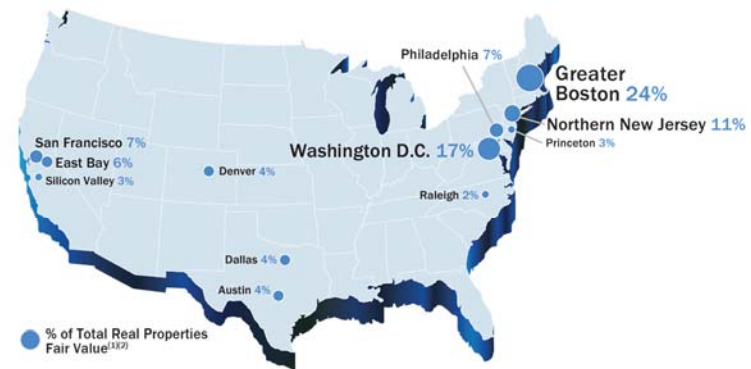 Philadelphia 7%
Greater
Boston 24%
Northern New Jersey 11%
Princeton 3%
Washington D.C. 17%
San Francisco 7%
East Bay 6%
Silicon Valley 3%
Denver 4%
Raleigh 2%
Dallas 4%
Austin 4%
% of Total Real Properties
Fair Value(1)(2)